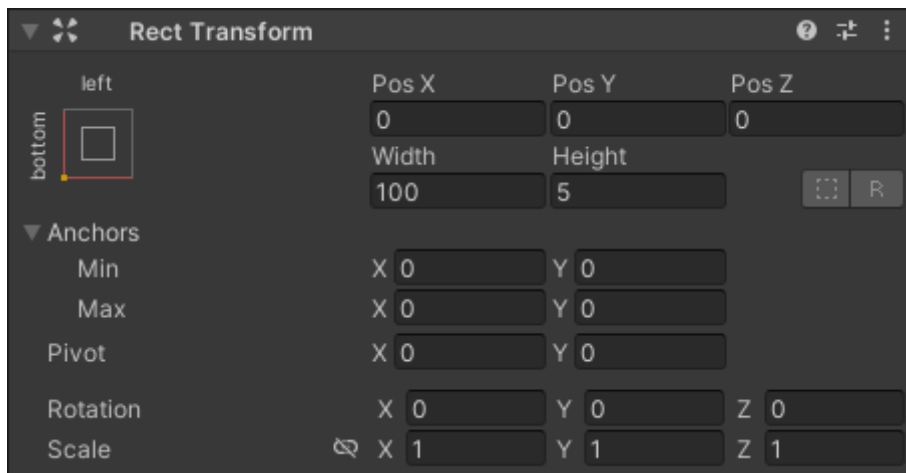 Rect Transform
left
bottom
Pos X Pos Y Pos Z
0 0 0
Width Height
100 5
R
Anchors
Min X 0 Y 0
Max X 0 Y 0
Pivot X 0 Y 0
Rotation X 0 Y 0 Z 0
Scale X 1 Y 1 Z 1